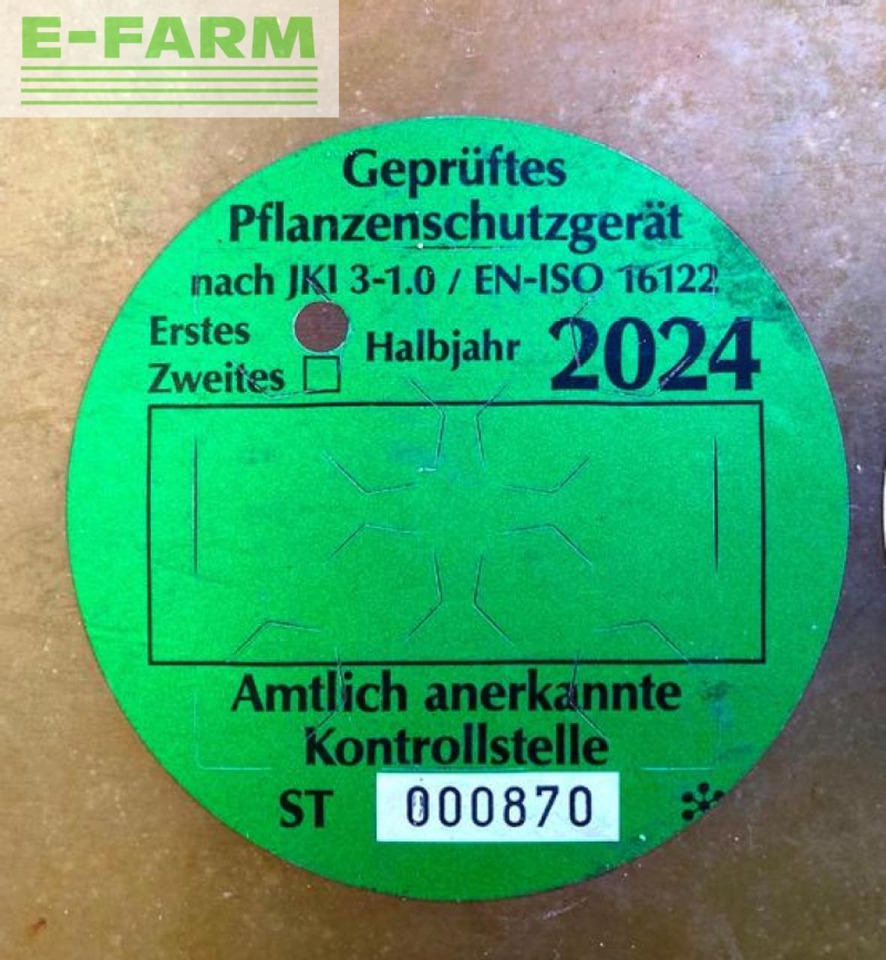 E-FARM
Geprüftes
Pflanzenschutzgerät
nach JKI 3-1.0 / EN-ISO 16122
Erstes
Zweites
Halbjahr
2024
Amtlich anerkannte
Kontrollstelle
ST 000870